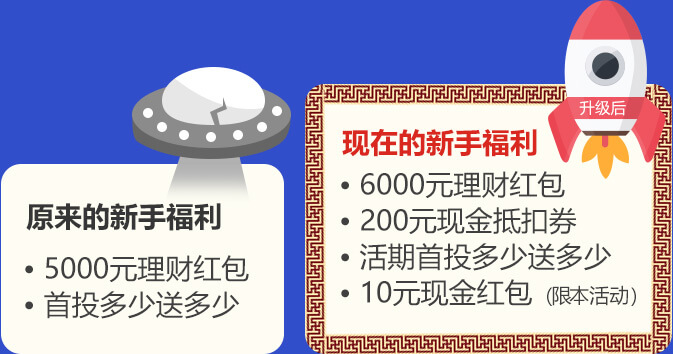 原来的新手福利
• 5000元理财红包
• 首投多少送多少
升级后
现在的新手福利
• 6000元理财红包
• 200元现金抵扣券
• 活期首投多少送多少
• 10元现金红包 (限本活动)